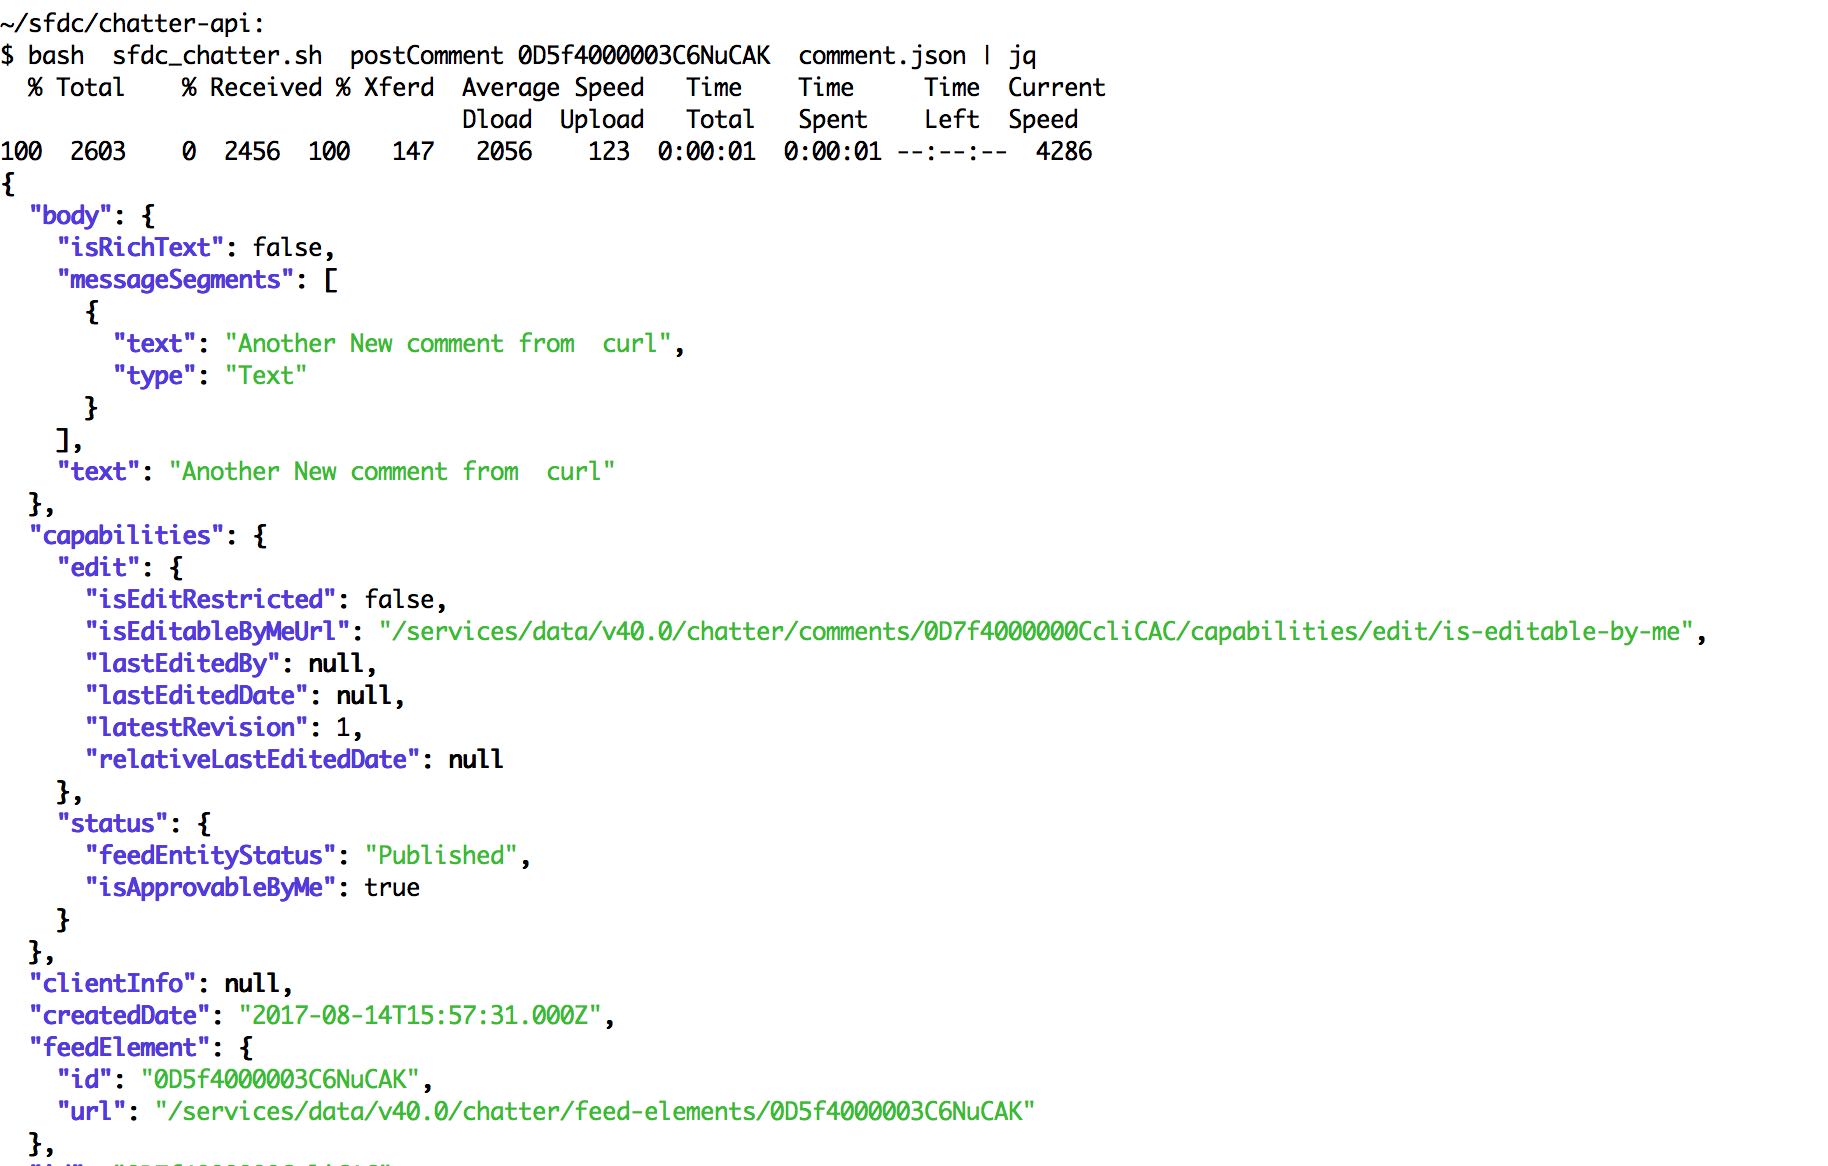 ~/sfdc/chatter-api:
$ bash  sfdc_chatter.sh  postComment 0D5f4000003C6NuCAK  comment.json | jq
  % Total    % Received % Xferd  Average Speed   Time    Time     Time  Current
                                 Dload  Upload   Total   Spent    Left  Speed
100  2603    0  2456  100   147   2056    123  0:00:01  0:00:01 --:--:--  4286
{
  "body": {
    "isRichText": false,
    "messageSegments": [
      {
        "text": "Another New comment from  curl",
        "type": "Text"
      }
    ],
    "text": "Another New comment from  curl"
  },
  "capabilities": {
    "edit": {
      "isEditRestricted": false,
      "isEditableByMeUrl": "/services/data/v40.0/chatter/comments/0D7f4000000CcliCAC/capabilities/edit/is-editable-by-me",
      "lastEditedBy": null,
      "lastEditedDate": null,
      "latestRevision": 1,
      "relativeLastEditedDate": null
    },
    "status": {
      "feedEntityStatus": "Published",
      "isApprovableByMe": true
    }
  },
  "clientInfo": null,
  "createdDate": "2017-08-14T15:57:31.000Z",
  "feedElement": {
    "id": "0D5f4000003C6NuCAK",
    "url": "/services/data/v40.0/chatter/feed-elements/0D5f4000003C6NuCAK"
  },